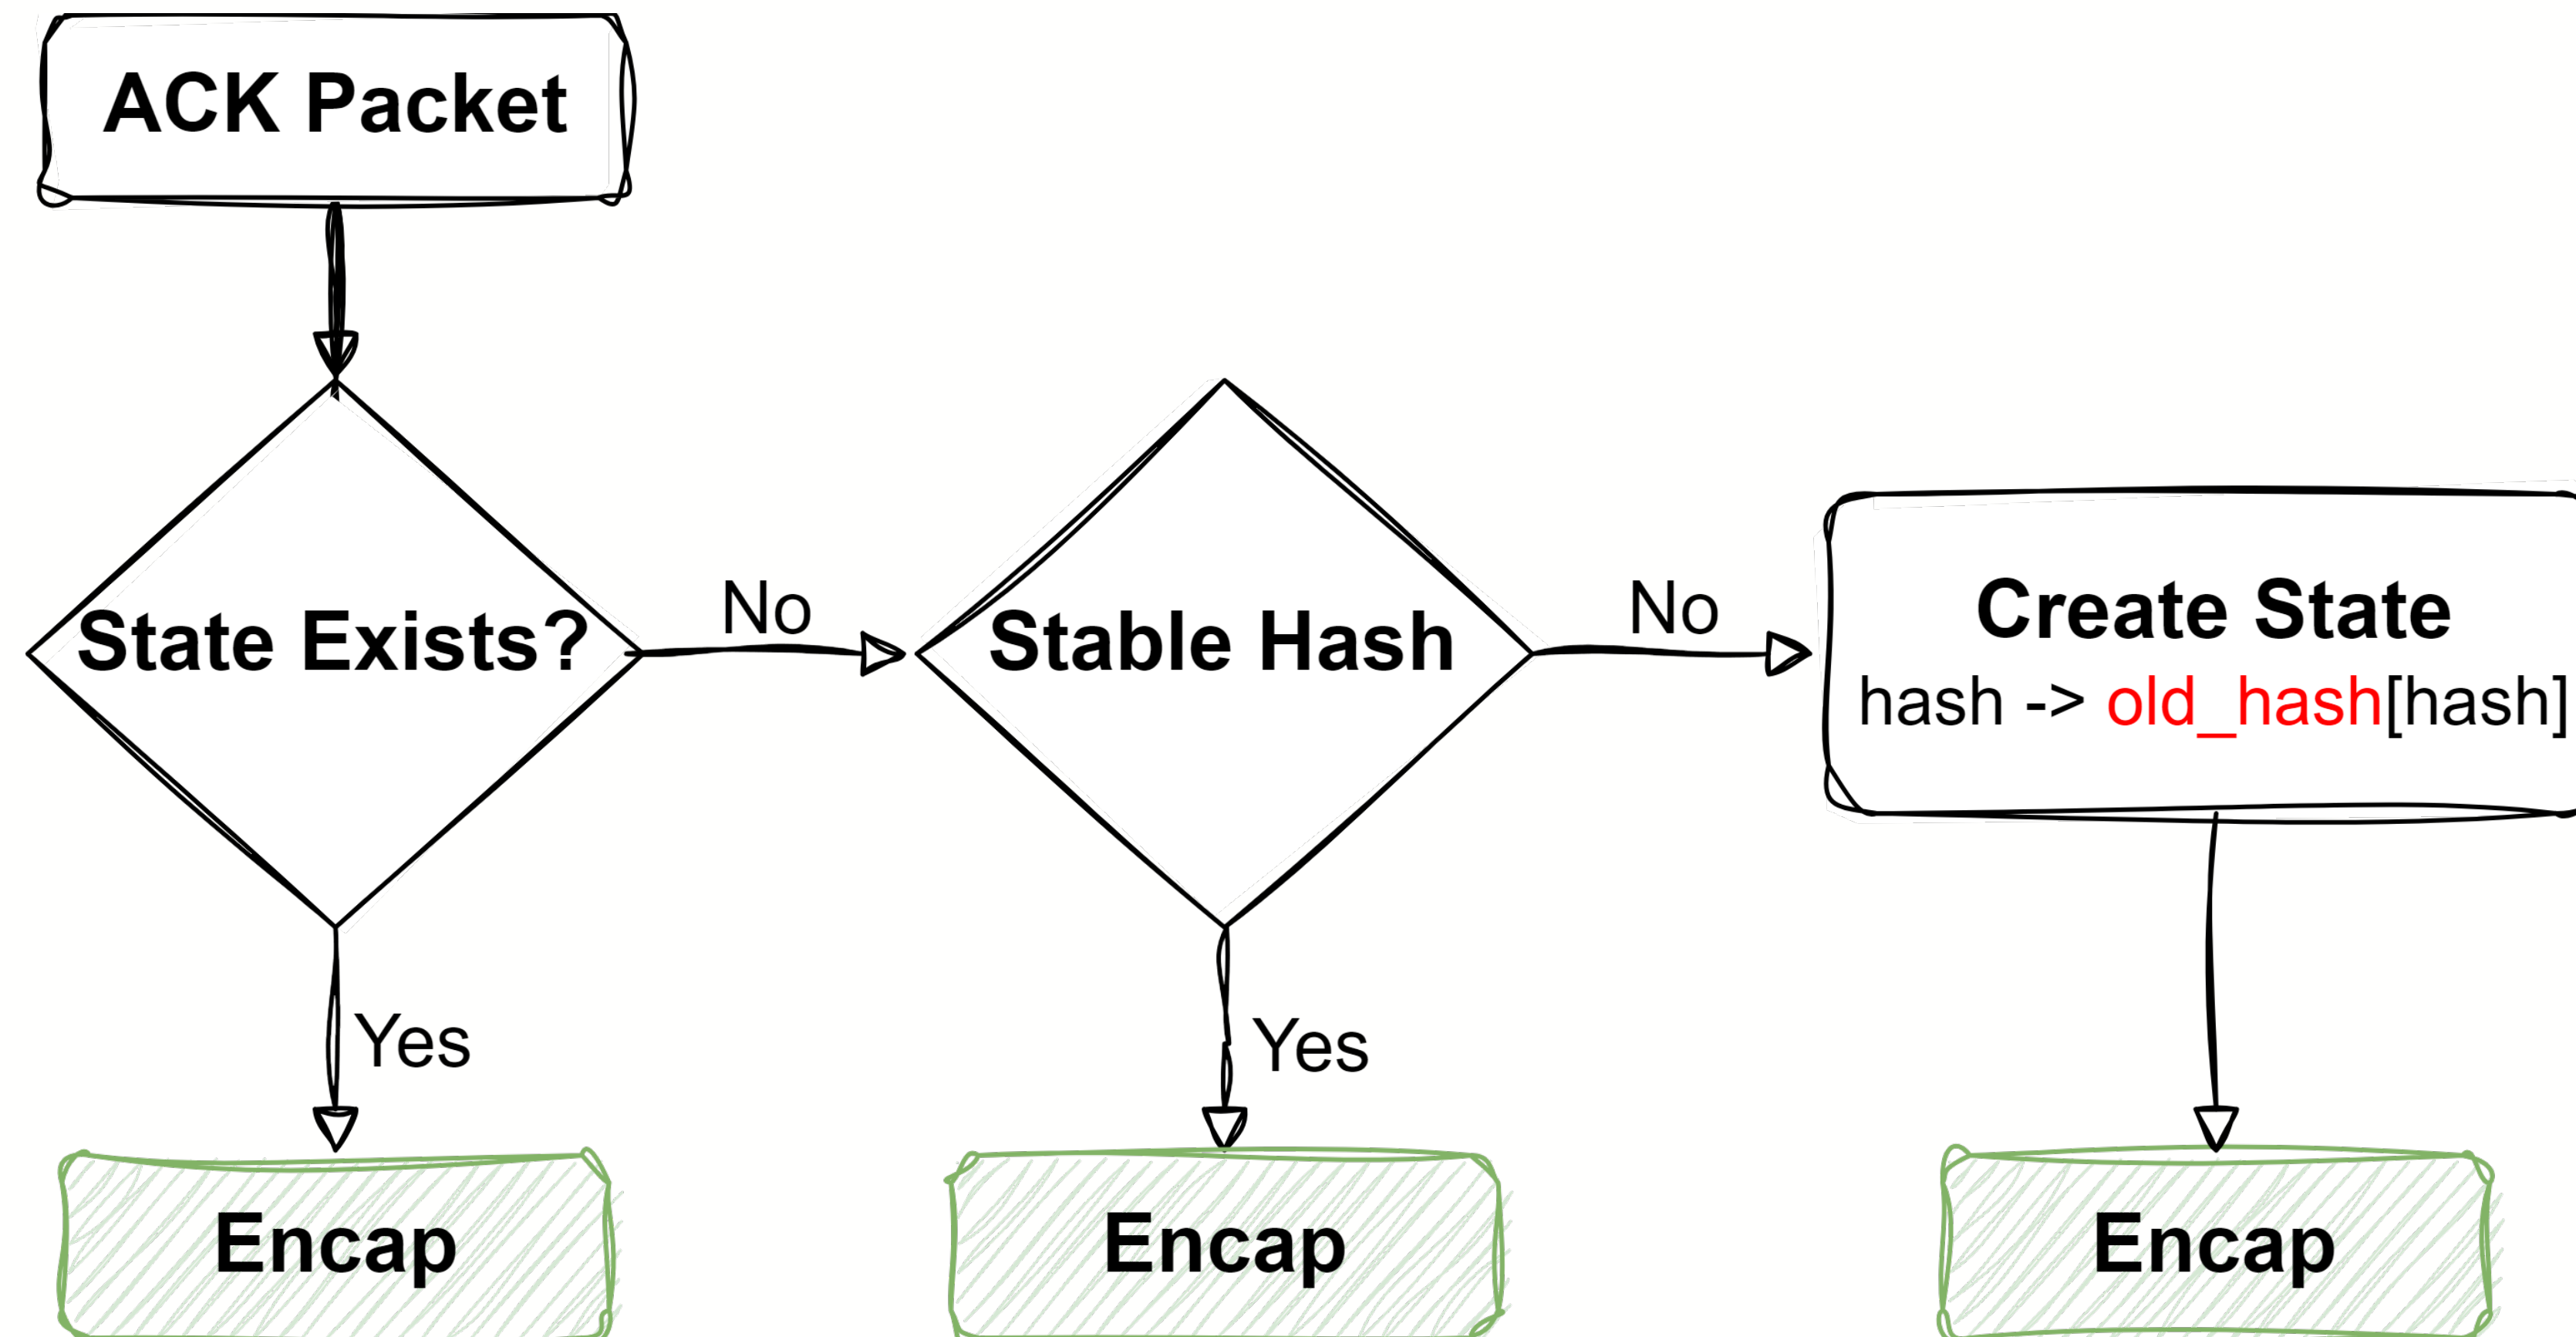 ACK Packet
State Exists?
No
Stable Hash
No
Create State
hash -> old_hash[hash]
Yes
Yes
Encap
Encap
Encap